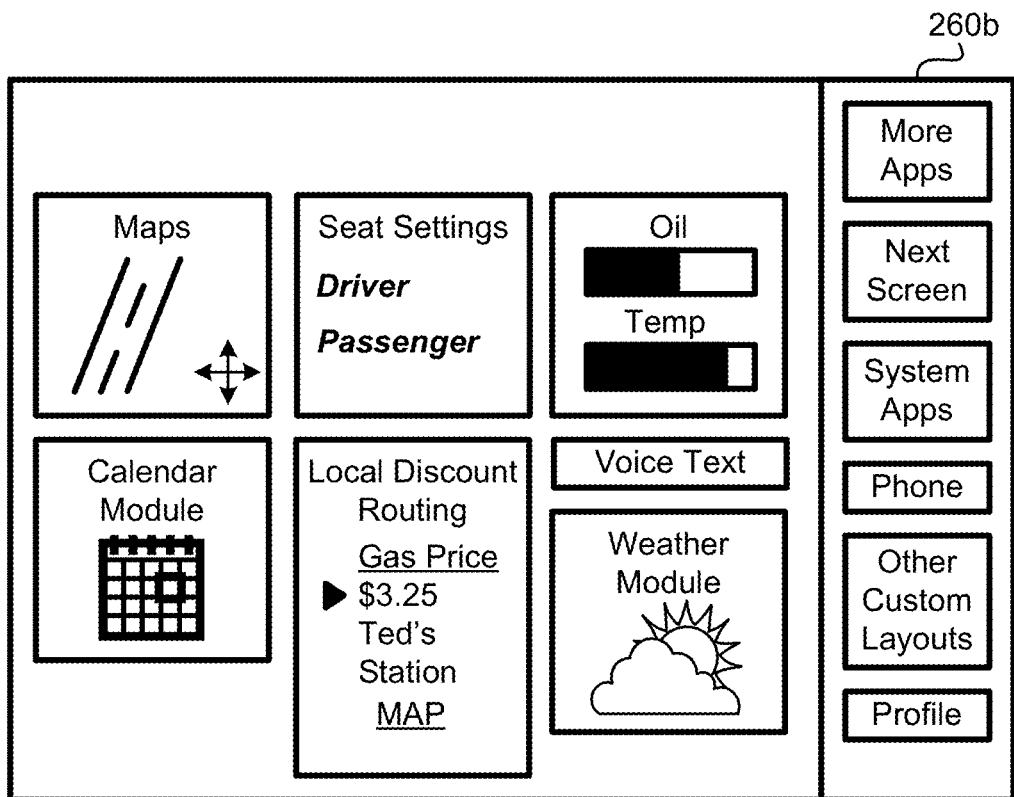 260b
Maps
Seat Settings
Driver
Passenger
Oil
Temp
Calendar
Module
Local Discount
Routing
Gas Price
$3.25
Ted's
Station
MAP
Voice Text
Weather
Module
More
Apps
Next
Screen
System
Apps
Phone
Other
Custom
Layouts
Profile